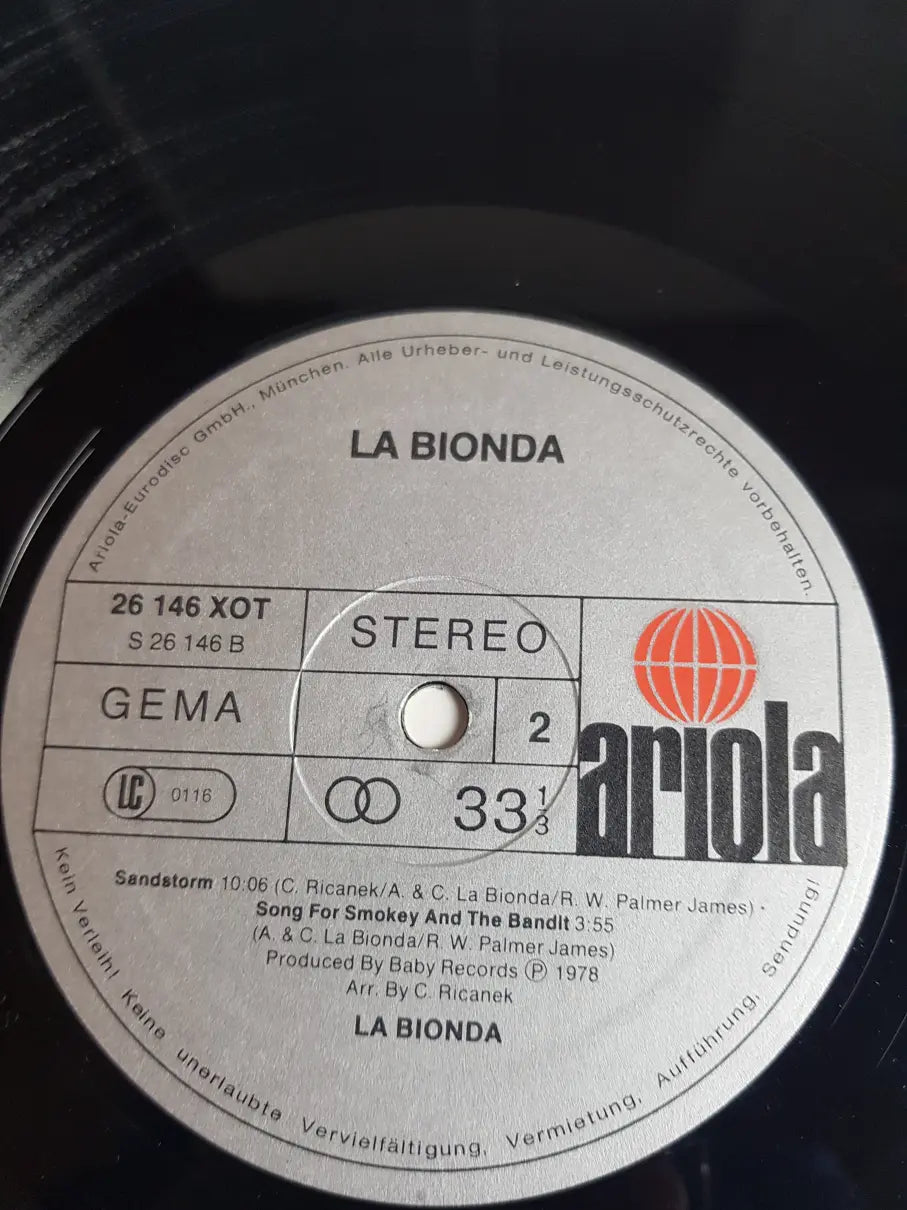 Ariola-Eurodisc GmbH., München. Alle Urheber- und Leistungsschutzrechte vorbehalten.
LA BIONDA
26 146 XOT
S 26 146 B
STEREO
GEMA
2
LC 0116
33 1/3
ariola
Sandstorm 10:06 (C. Ricanek/A. & C. La Bionda/R. W. Palmer James) ·
Song For Smokey And The Bandit 3:55
(A. & C. La Bionda/R. W. Palmer James)
Produced By Baby Records Ⓟ 1978
Arr. By C. Ricanek
LA BIONDA
Kein Verleih! Keine unerlaubte Vervielfältigung, Vermietung, Aufführung, Sendung!